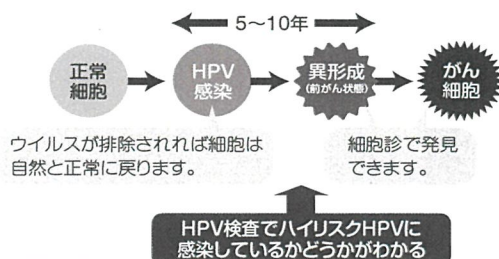 5～10年
正常
細胞
HPV
感染
異形成
(前がん状態)
がん
細胞
ウイルスが排除されれば細胞は
自然と正常に戻ります。
細胞診で発見
できます。
HPV検査でハイリスクHPVに
感染しているかどうかがわかる